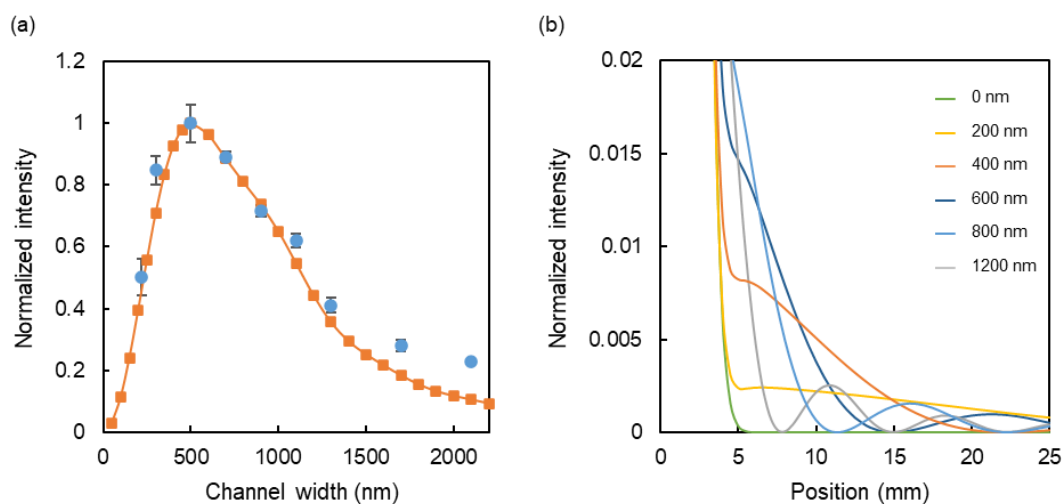 (a)
1.2
1
0.8
0.6
0.4
0.2
0
Normalized intensity
0 500 1000 1500 2000
Channel width (nm)
(b)
0.02
0.015
0.01
0.005
0
Normalized intensity
0 nm
200 nm
400 nm
600 nm
800 nm
1200 nm
0 5 10 15 20 25
Position (mm)